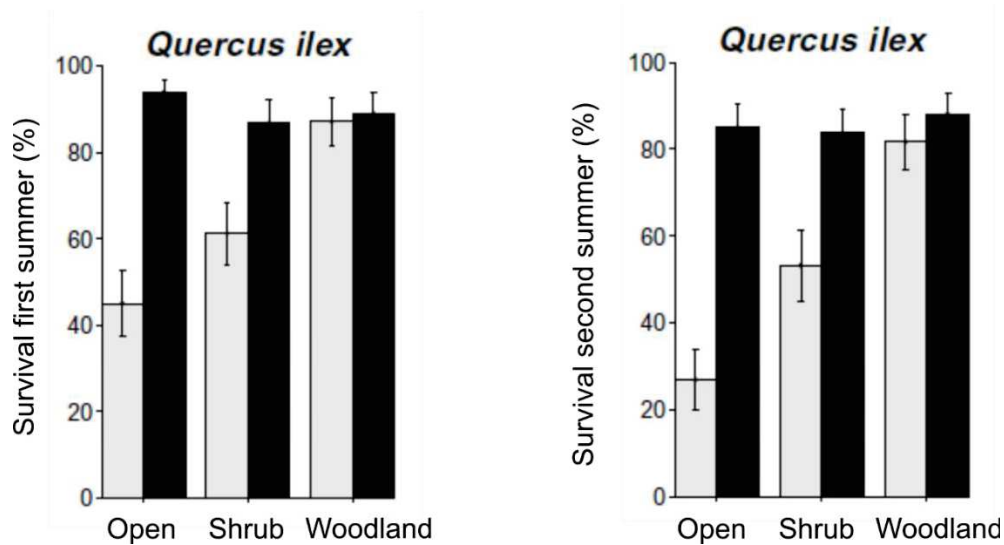 Quercus ilex
Survival first summer (%)
100
80
60
40
20
0
Open Shrub Woodland
Quercus ilex
Survival second summer (%)
100
80
60
40
20
0
Open Shrub Woodland